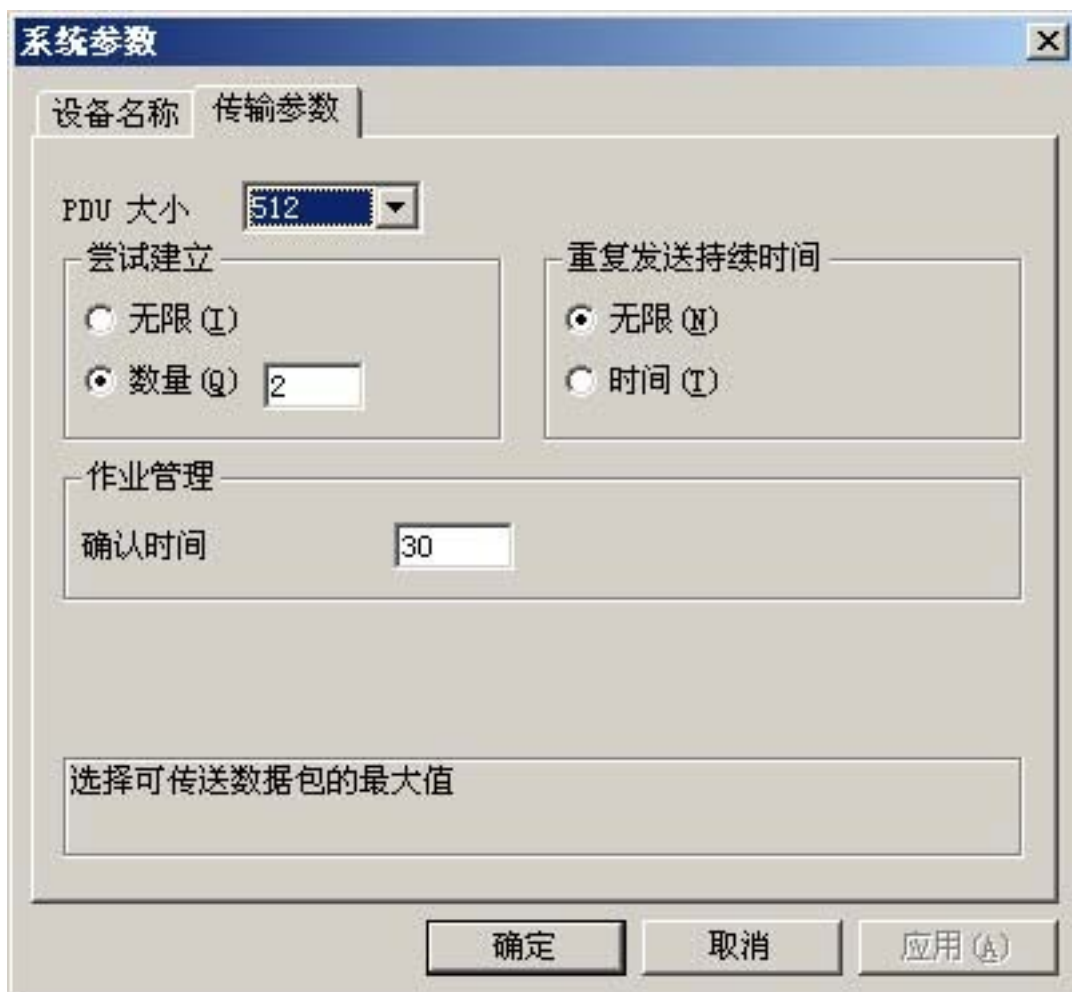 系统参数
设备名称 传输参数
PDU 大小 512
尝试建立
无限(I)
数量(Q) 2
重复发送持续时间
无限(N)
时间(T)
作业管理
确认时间 30
选择可传送数据包的最大值
确定 取消 应用(A)